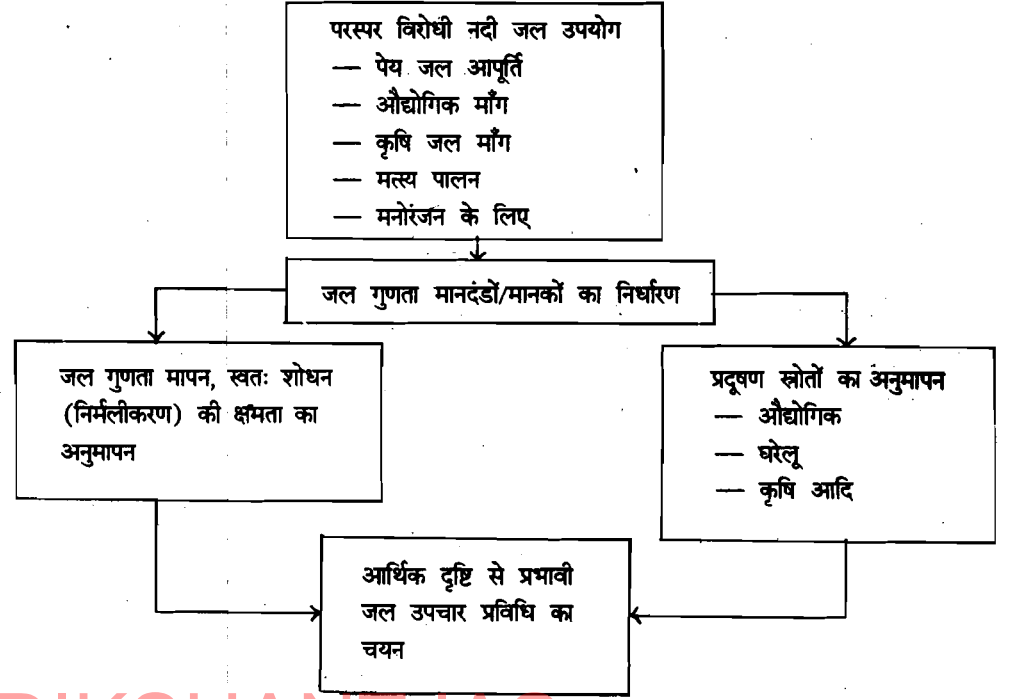 परस्पर विरोधी नदी जल उपयोग
— पेय जल आपूर्ति
— औद्योगिक माँग
— कृषि जल माँग
— मत्स्य पालन
— मनोरंजन के लिए
जल गुणता मानदंडों/मानकों का निर्धारण
जल गुणता मापन, स्वतः शोधन
(निर्मलीकरण) की क्षमता का
अनुमापन
प्रदूषण स्रोतों का अनुमापन
— औद्योगिक
— घरेलू
— कृषि आदि
आर्थिक दृष्टि से प्रभावी
जल उपचार प्रविधि का
चयन